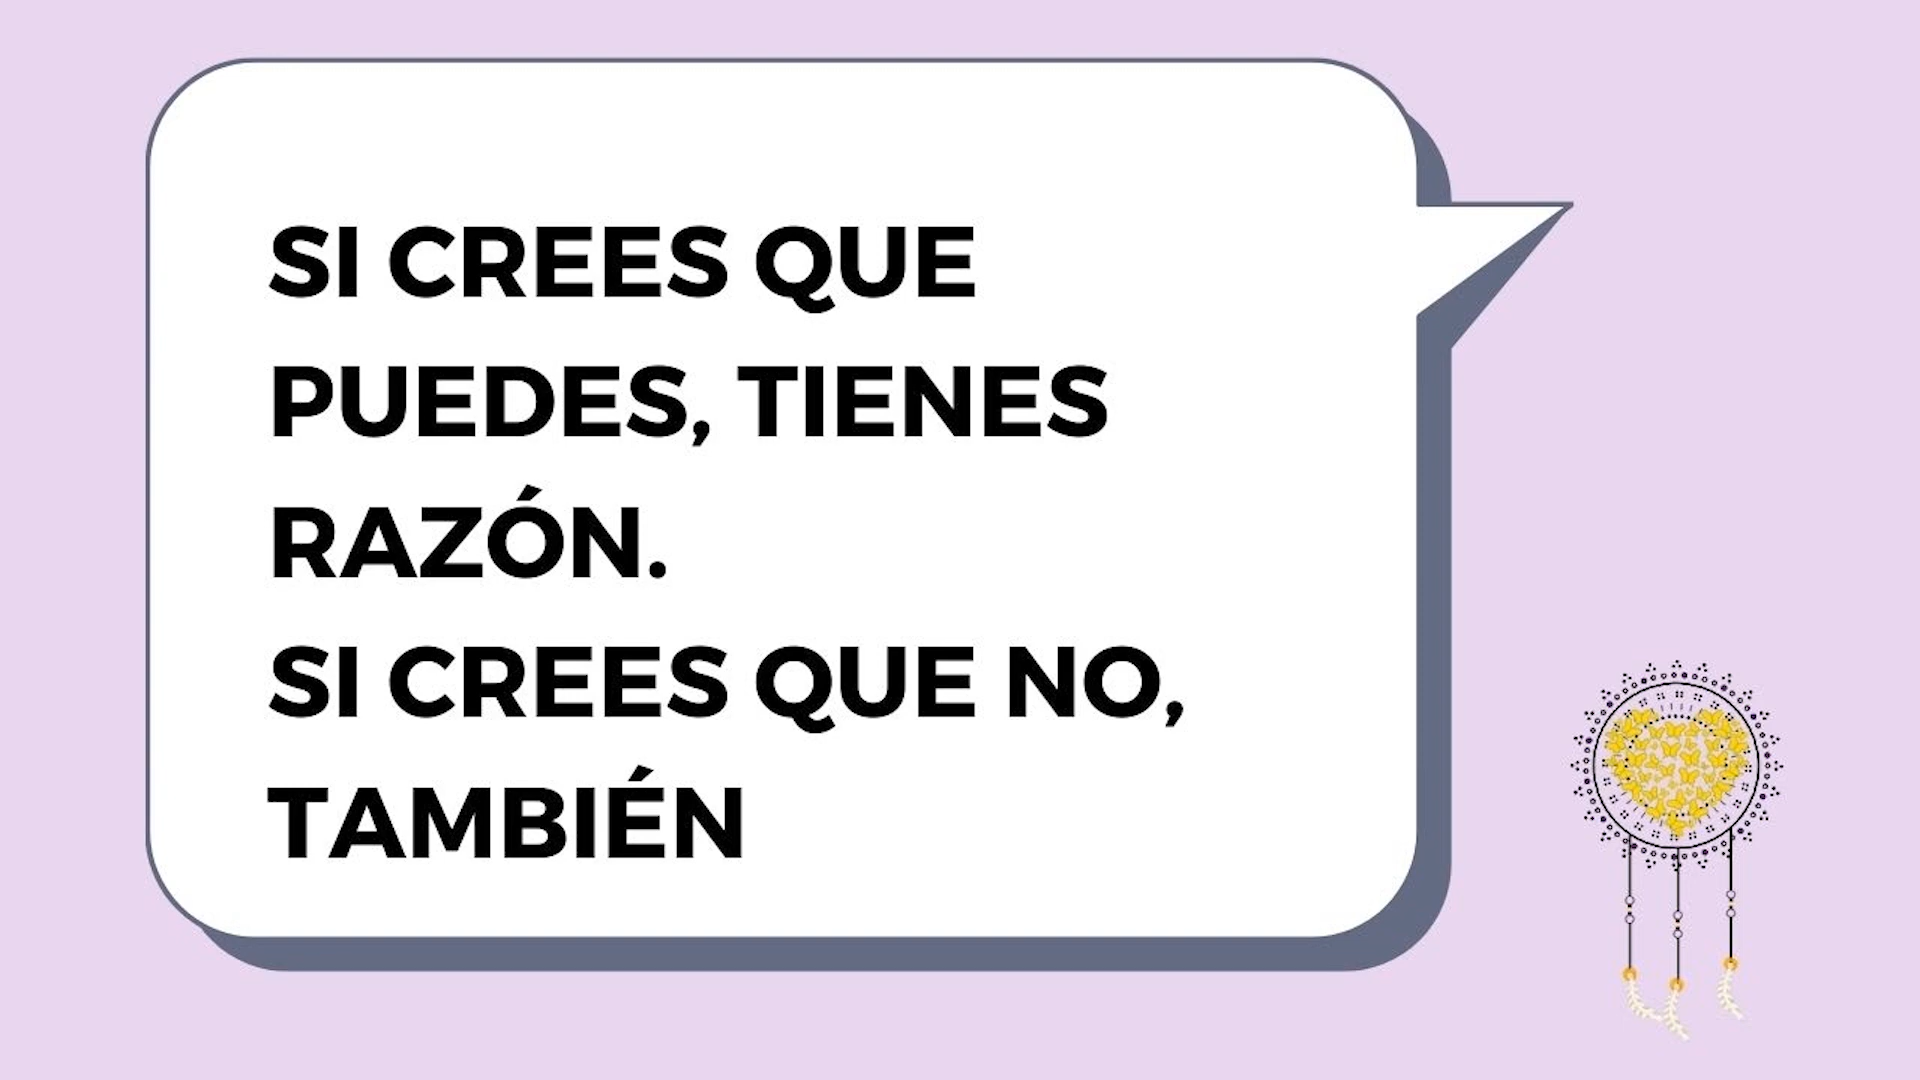 SI CREES QUE
PUEDES, TIENES
RAZÓN.
SI CREES QUE NO,
TAMBIÉN